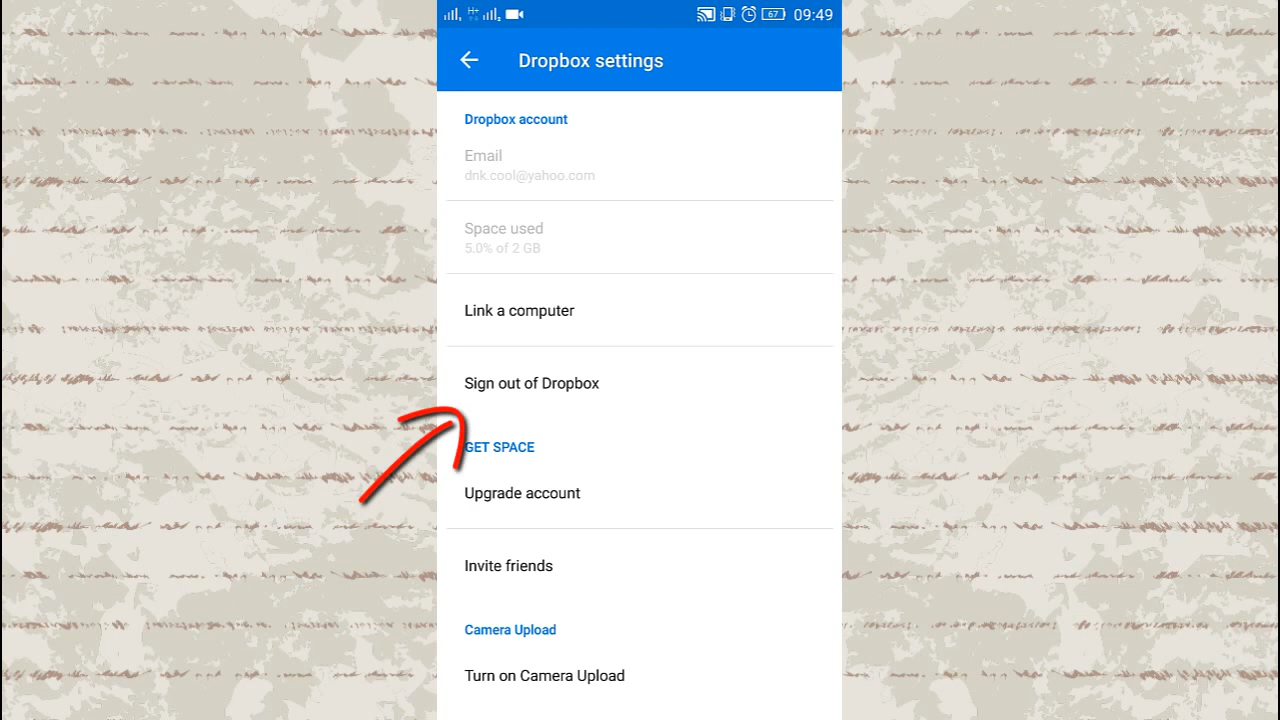 H+
67
09:49
Dropbox settings
Dropbox account
Email
dnk.cool@yahoo.com
Space used
5.0% of 2 GB
Link a computer
Sign out of Dropbox
GET SPACE
Upgrade account
Invite friends
Camera Upload
Turn on Camera Upload